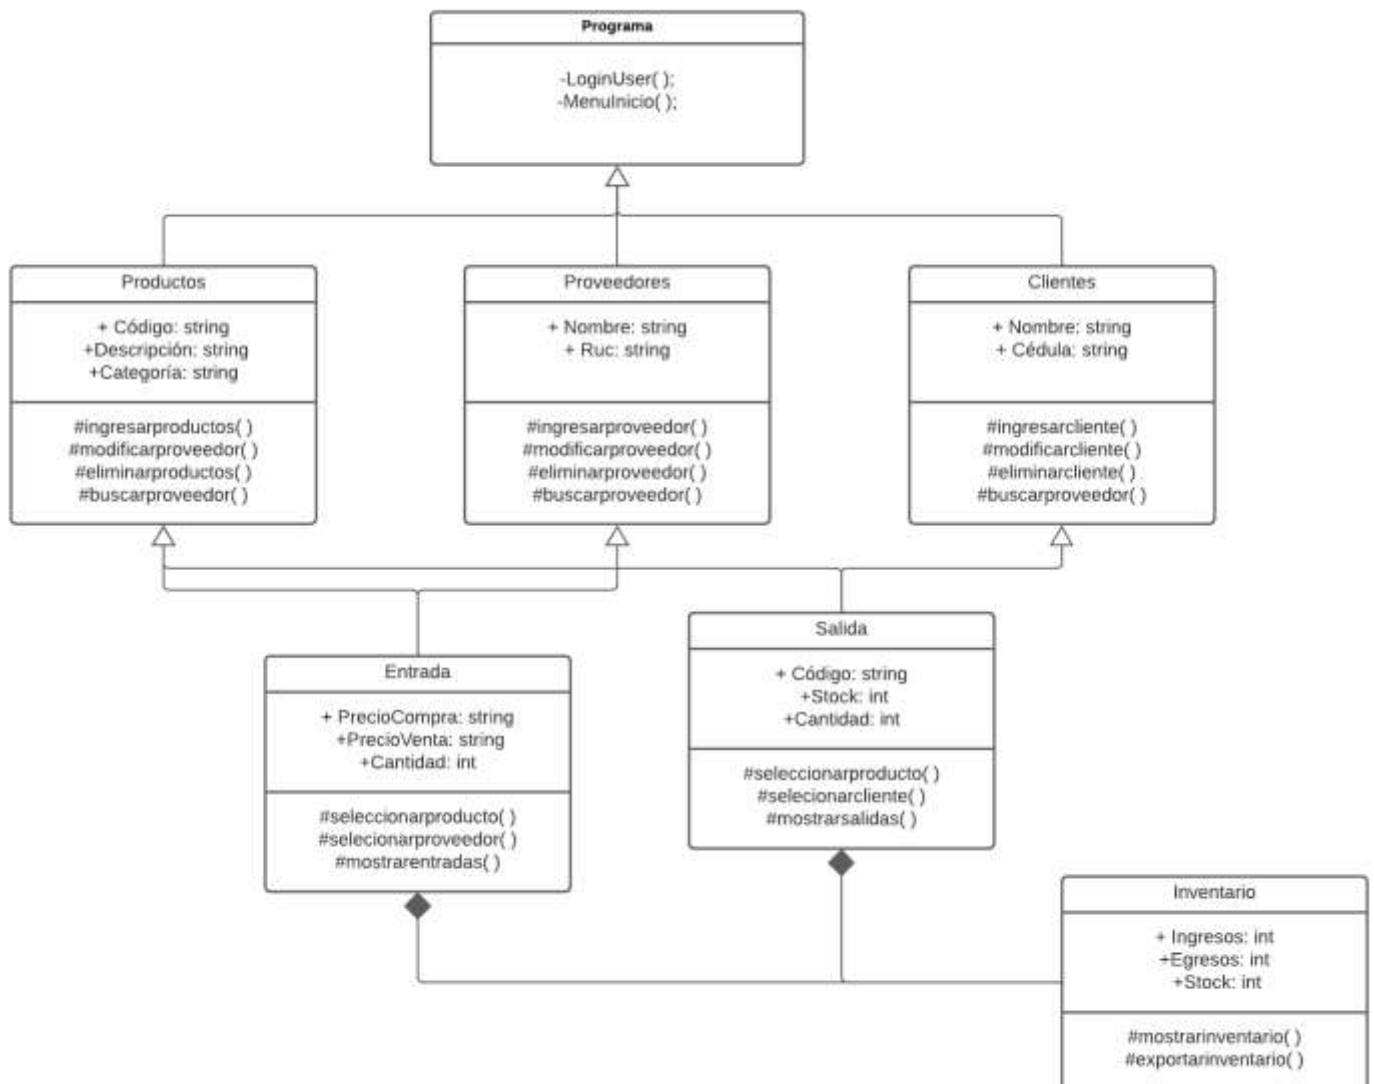 Programa
-LoginUser( );
-MenuInicio( );
Productos
+ Código: string
+Descripción: string
+Categoría: string
#ingresarproductos( )
#modificarproveedor( )
#eliminarproductos( )
#buscarproveedor( )
Proveedores
+ Nombre: string
+ Ruc: string
#ingresarproveedor( )
#modificarproveedor( )
#eliminarproveedor( )
#buscarproveedor( )
Clientes
+ Nombre: string
+ Cédula: string
#ingresarcliente( )
#modificarcliente( )
#eliminarcliente( )
#buscarproveedor( )
Entrada
+ PrecioCompra: string
+PrecioVenta: string
+Cantidad: int
#seleccionarproducto( )
#selecionarproveedor( )
#mostrarentradas( )
Salida
+ Código: string
+Stock: int
+Cantidad: int
#seleccionarproducto( )
#selecionarcliente( )
#mostrarsalidas( )
Inventario
+ Ingresos: int
+Egresos: int
+Stock: int
#mostrarinventario( )
#exportarinventario( )